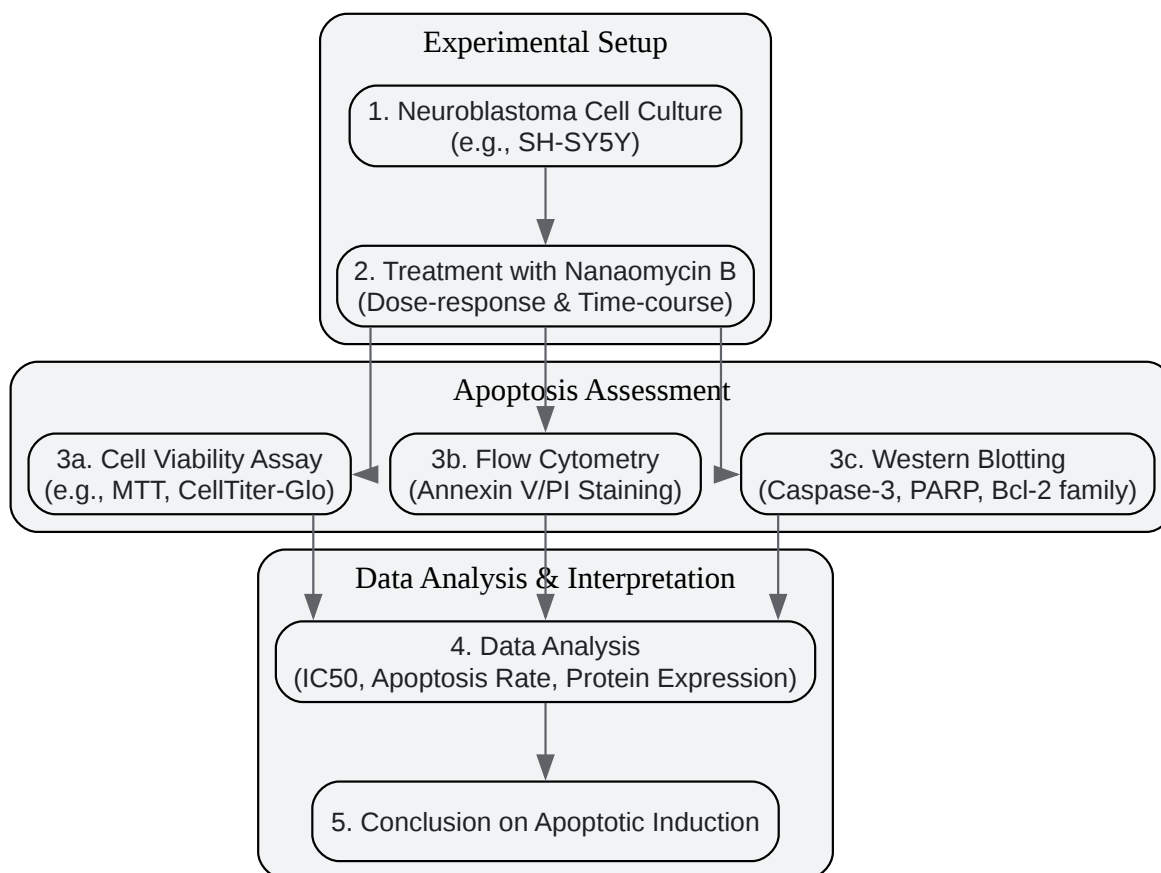 Experimental Setup
1. Neuroblastoma Cell Culture
(e.g., SH-SY5Y)
2. Treatment with Nanaomycin B
(Dose-response & Time-course)
Apoptosis Assessment
3a. Cell Viability Assay
(e.g., MTT, CellTiter-Glo)
3b. Flow Cytometry
(Annexin V/PI Staining)
3c. Western Blotting
(Caspase-3, PARP, Bcl-2 family)
Data Analysis & Interpretation
4. Data Analysis
(IC50, Apoptosis Rate, Protein Expression)
5. Conclusion on Apoptotic Induction